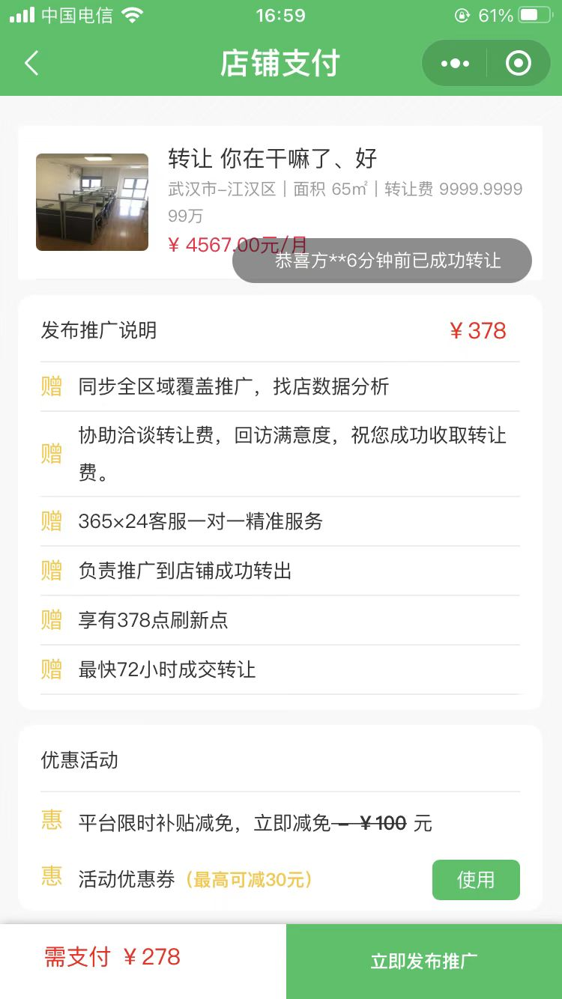 中国电信 16:59 61%
店铺支付
转让 你在干嘛了、好
武汉市-江汉区 | 面积 65㎡ | 转让费 9999.9999
99万
¥ 4567.00元/月
恭喜方**6分钟前已成功转让
发布推广说明 ¥378
赠 同步全区域覆盖推广，找店数据分析
赠 协助洽谈转让费，回访满意度，祝您成功收取转让
费。
赠 365×24客服一对一精准服务
赠 负责推广到店铺成功转出
赠 享有378点刷新点
赠 最快72小时成交转让
优惠活动
惠 平台限时补贴减免，立即减免 - ¥100 元
惠 活动优惠券（最高可减30元） 使用
需支付 ¥278 立即发布推广